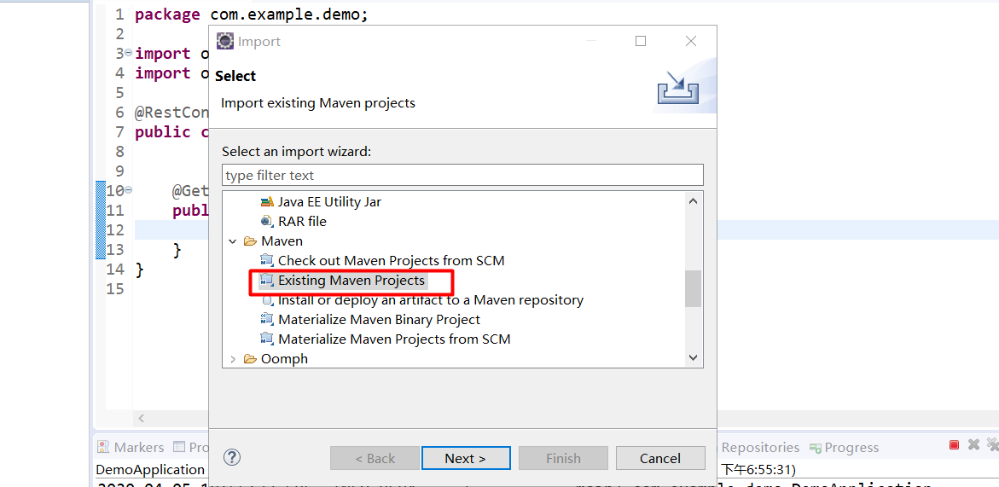 1 package com.example.demo;
2
3 import o
4 import o
5
6 @RestCon
7 public c
8
9
10 @Get
11 publ
12
13 }
14 }
15
Import
Select
Import existing Maven projects
Select an import wizard:
type filter text
Java EE Utility Jar
RAR file
Maven
Check out Maven Projects from SCM
Existing Maven Projects
Install or deploy an artifact to a Maven repository
Materialize Maven Binary Project
Materialize Maven Projects from SCM
Oomph
< Back Next > Finish Cancel
Markers Pro Repositories Progress
DemoApplication 下午6:55:31)